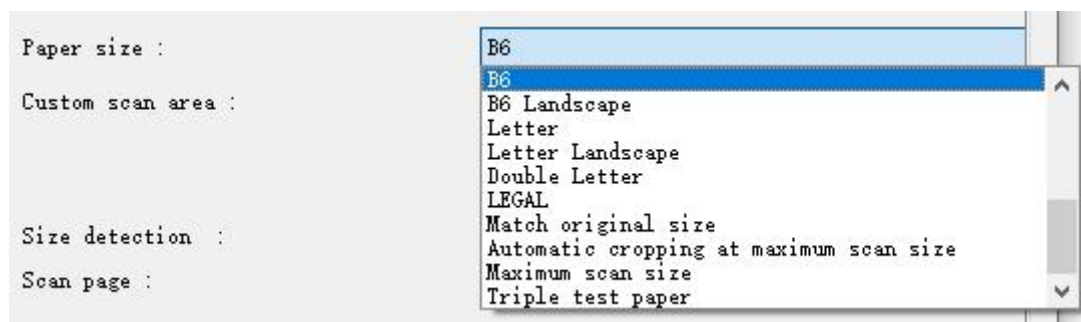 Paper size :
B6
B6
B6 Landscape
Custom scan area :
Letter
Letter Landscape
Double Letter
LEGAL
Match original size
Size detection :
Automatic cropping at maximum scan size
Maximum scan size
Scan page :
Triple test paper